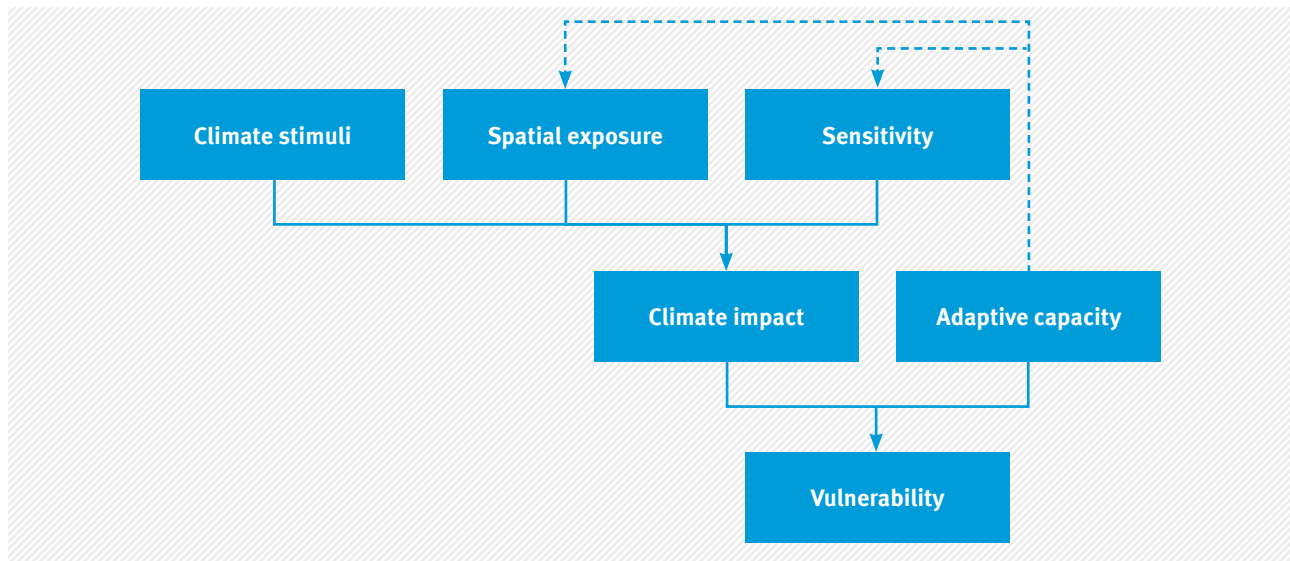 Climate stimuli
Spatial exposure
Sensitivity
Climate impact
Adaptive capacity
Vulnerability